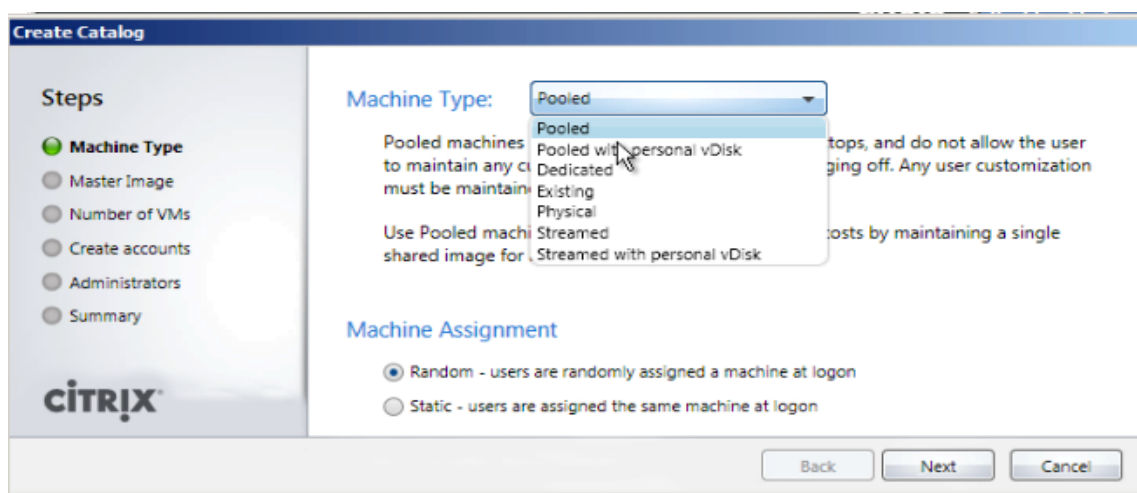 Create Catalog
Steps
Machine Type
Master Image
Number of VMs
Create accounts
Administrators
Summary
CITRIX
Machine Type: Pooled
Pooled
Pooled with personal vDisk
Dedicated
Existing
Physical
Streamed
Streamed with personal vDisk
Pooled machines tops, and do not allow the user
to maintain any ging off. Any user customization
must be
Use Pooled costs by maintaining a single
shared image for
Machine Assignment
Random - users are randomly assigned a machine at logon
Static - users are assigned the same machine at logon
Back Next Cancel